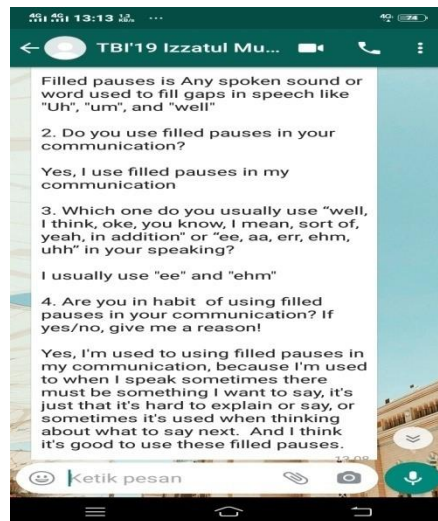 4G 4G 13:13
4G 74
TBI'19 Izzatul Mu...
Filled pauses is Any spoken sound or
word used to fill gaps in speech like
"Uh", "um", and "well"
2. Do you use filled pauses in your
communication?
Yes, I use filled pauses in my
communication
3. Which one do you usually use "well,
I think, oke, you know, I mean, sort of,
yeah, in addition" or "ee, aa, err, ehm,
uhh" in your speaking?
I usually use "ee" and "ehm"
4. Are you in habit of using filled
pauses in your communication? If
yes/no, give me a reason!
Yes, I'm used to using filled pauses in
my communication, because I'm used
to when I speak sometimes there
must be something I want to say, it's
just that it's hard to explain or say, or
sometimes it's used when thinking
about what to say next. And I think
it's good to use these filled pauses.
Ketik pesan